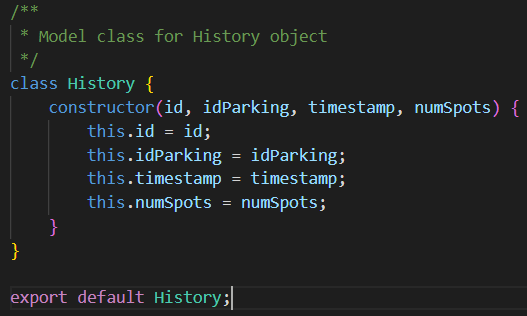 /**
 * Model class for History object
 */
class History {
    constructor(id, idParking, timestamp, numSpots) {
        this.id = id;
        this.idParking = idParking;
        this.timestamp = timestamp;
        this.numSpots = numSpots;
    }
}

export default History;